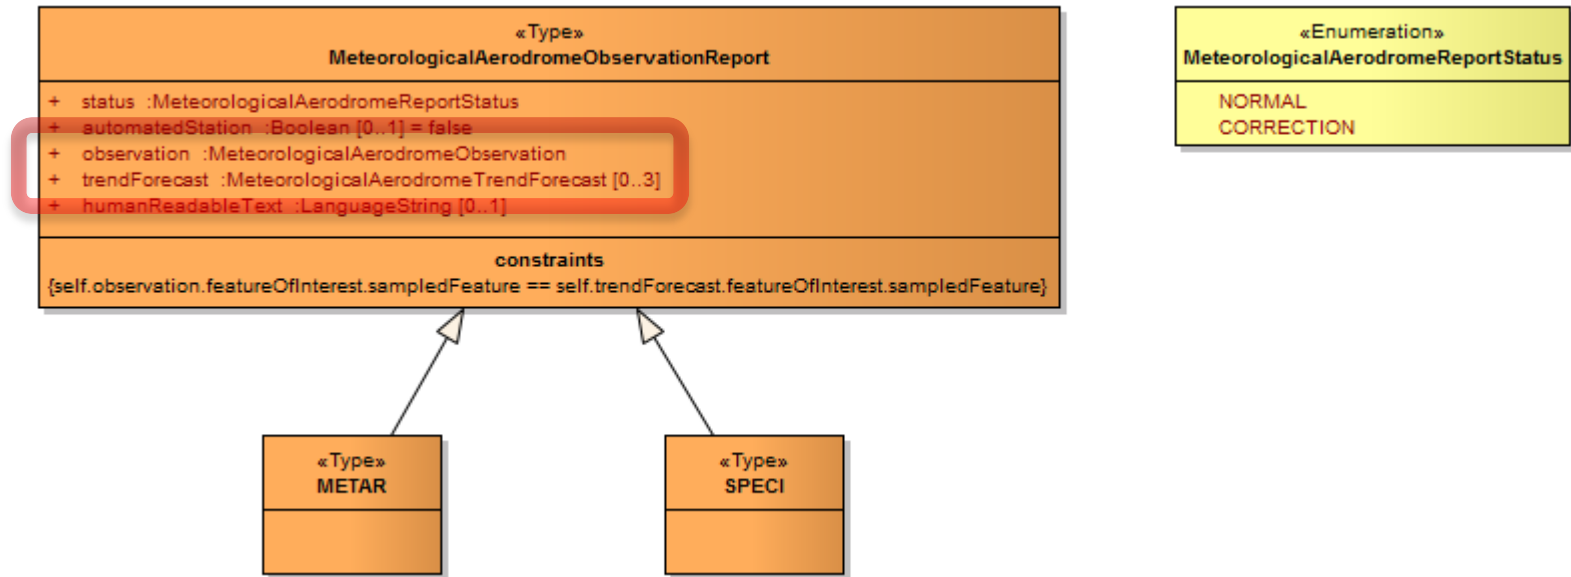 «Type»
MeteorologicalAerodromeObservationReport
+ status :MeteorologicalAerodromeReportStatus
+ automatedStation :Boolean [0..1] = false
+ observation :MeteorologicalAerodromeObservation
+ trendForecast :MeteorologicalAerodromeTrendForecast [0..3]
+ humanReadableText :LanguageString [0..1]
constraints
{self.observation.featureOfInterest.sampledFeature == self.trendForecast.featureOfInterest.sampledFeature}
«Enumeration»
MeteorologicalAerodromeReportStatus
NORMAL
CORRECTION
«Type»
METAR
«Type»
SPECI